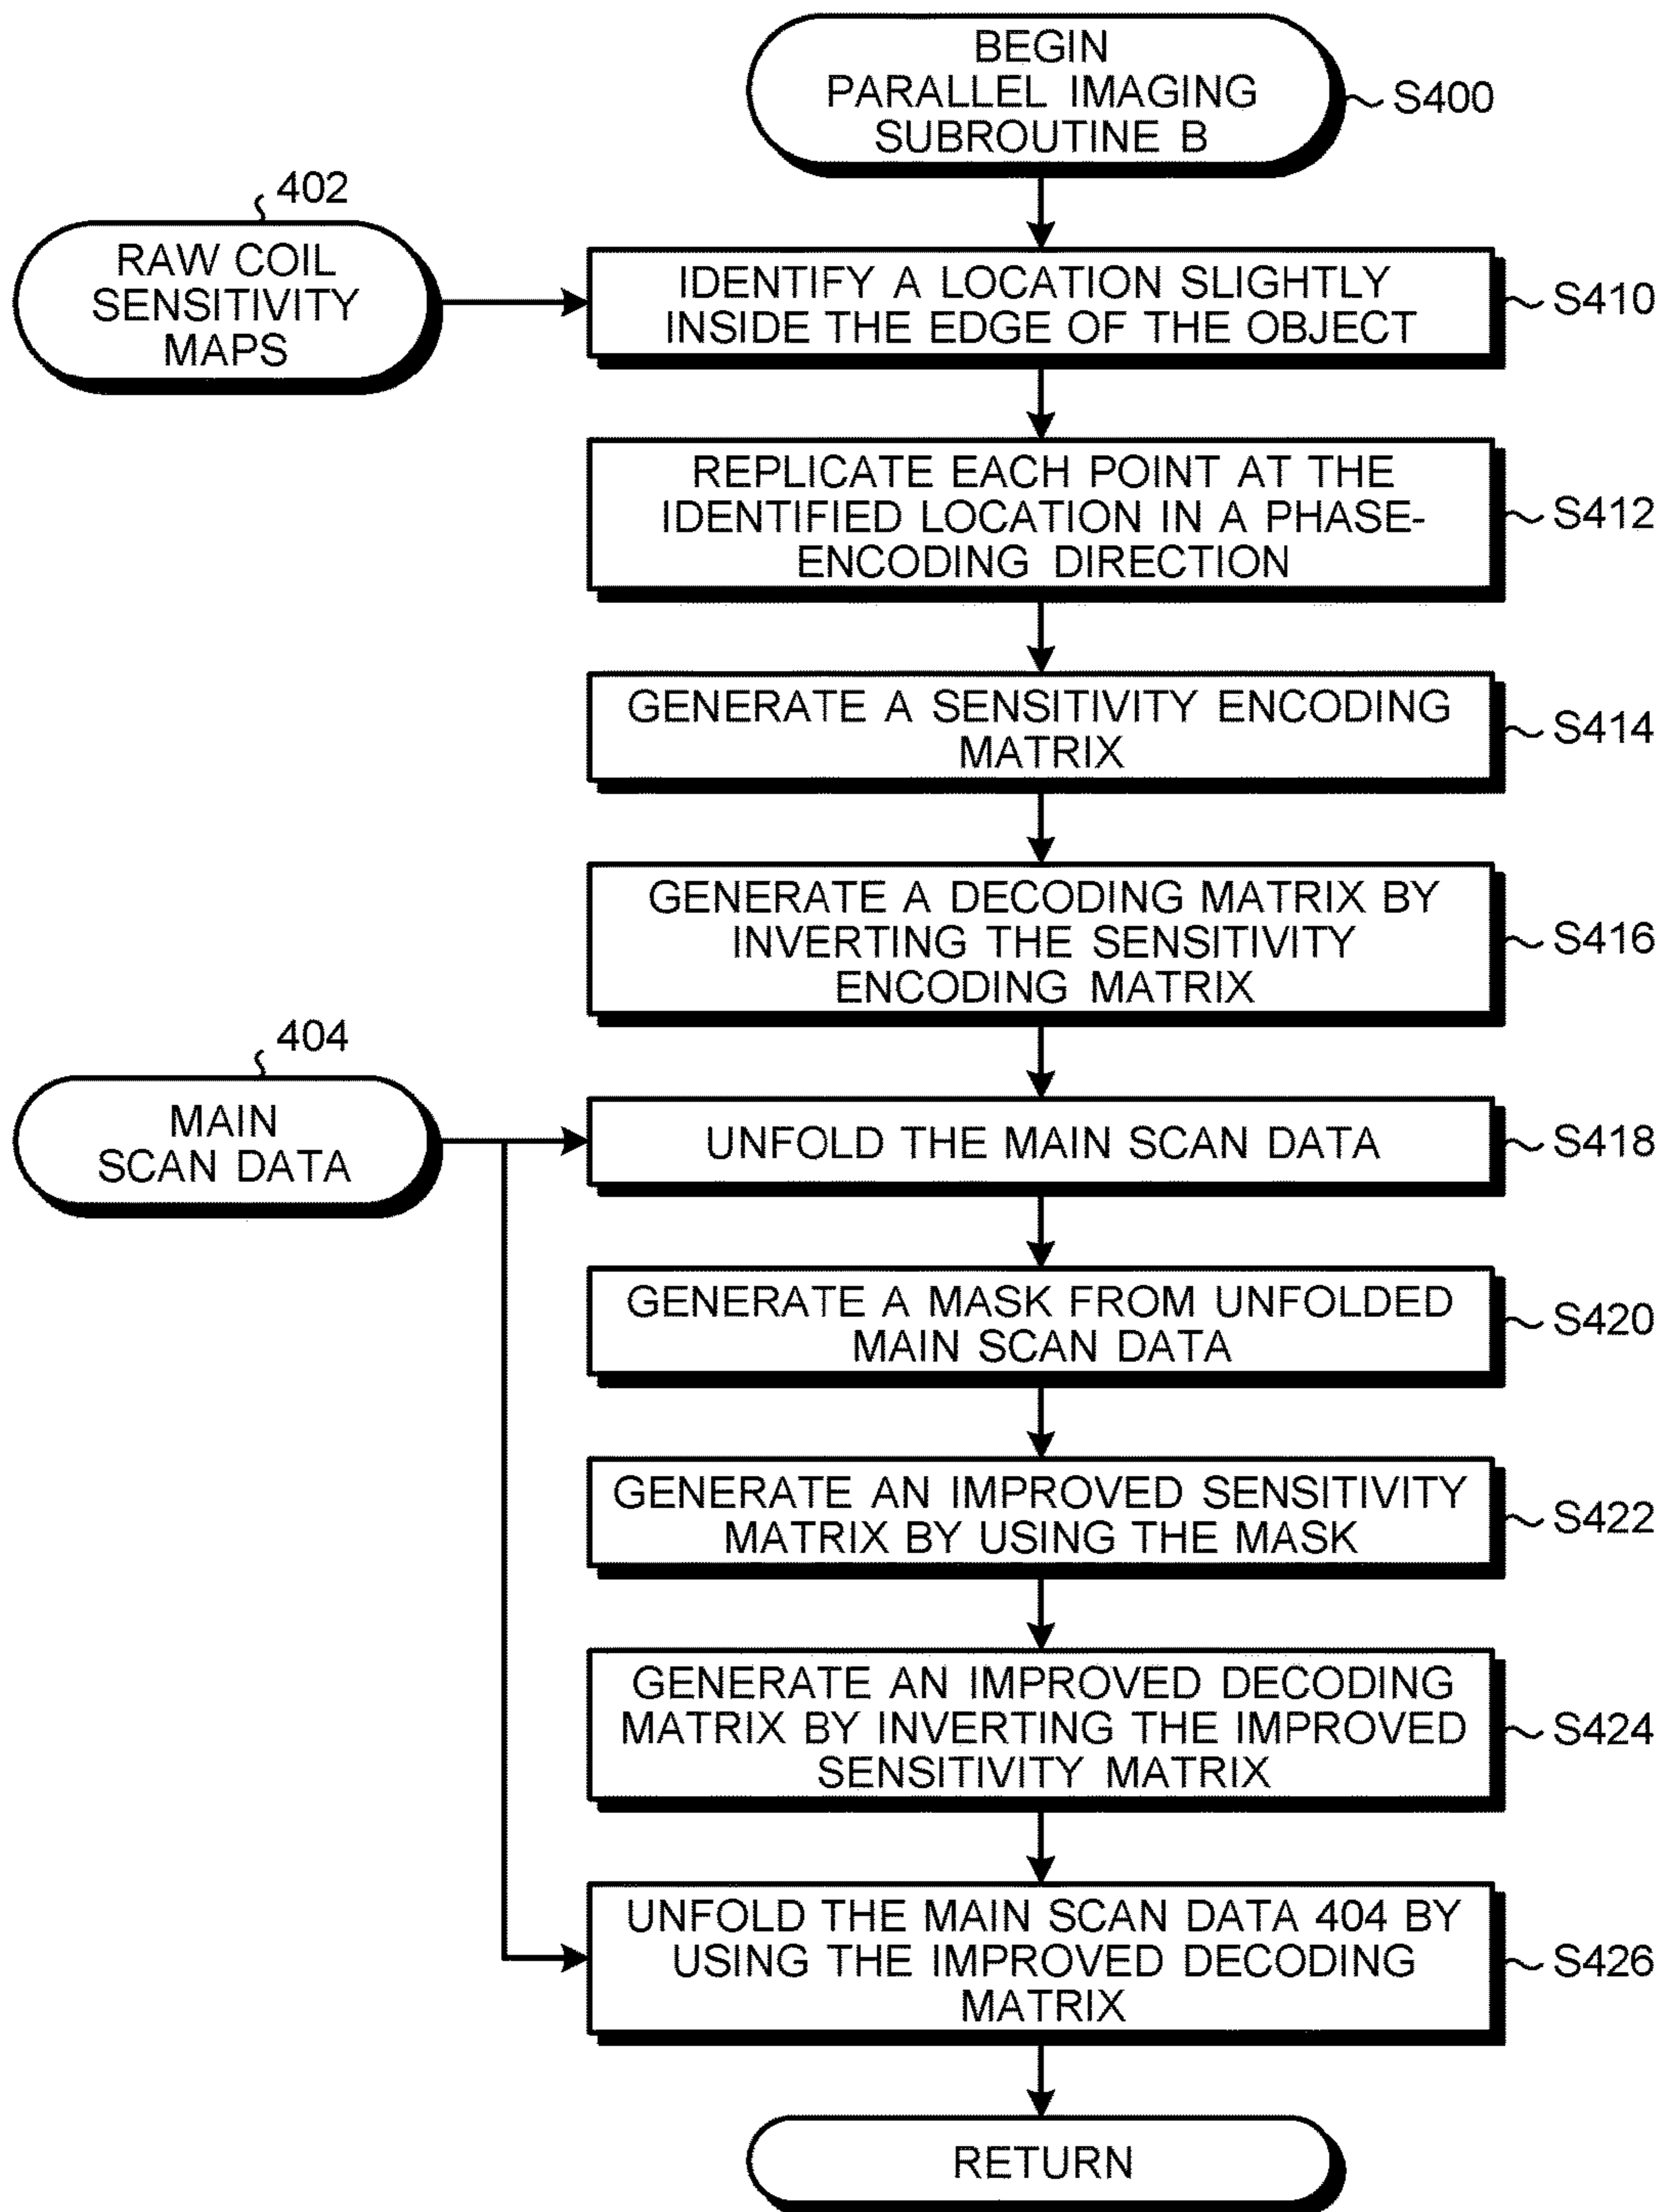 BEGIN
PARALLEL IMAGING
SUBROUTINE B
S400
402
RAW COIL
SENSITIVITY
MAPS
IDENTIFY A LOCATION SLIGHTLY
INSIDE THE EDGE OF THE OBJECT
S410
REPLICATE EACH POINT AT THE
IDENTIFIED LOCATION IN A PHASE-
ENCODING DIRECTION
S412
GENERATE A SENSITIVITY ENCODING
MATRIX
S414
GENERATE A DECODING MATRIX BY
INVERTING THE SENSITIVITY
ENCODING MATRIX
S416
404
MAIN
SCAN DATA
UNFOLD THE MAIN SCAN DATA
S418
GENERATE A MASK FROM UNFOLDED
MAIN SCAN DATA
S420
GENERATE AN IMPROVED SENSITIVITY
MATRIX BY USING THE MASK
S422
GENERATE AN IMPROVED DECODING
MATRIX BY INVERTING THE IMPROVED
SENSITIVITY MATRIX
S424
UNFOLD THE MAIN SCAN DATA 404 BY
USING THE IMPROVED DECODING
MATRIX
S426
RETURN